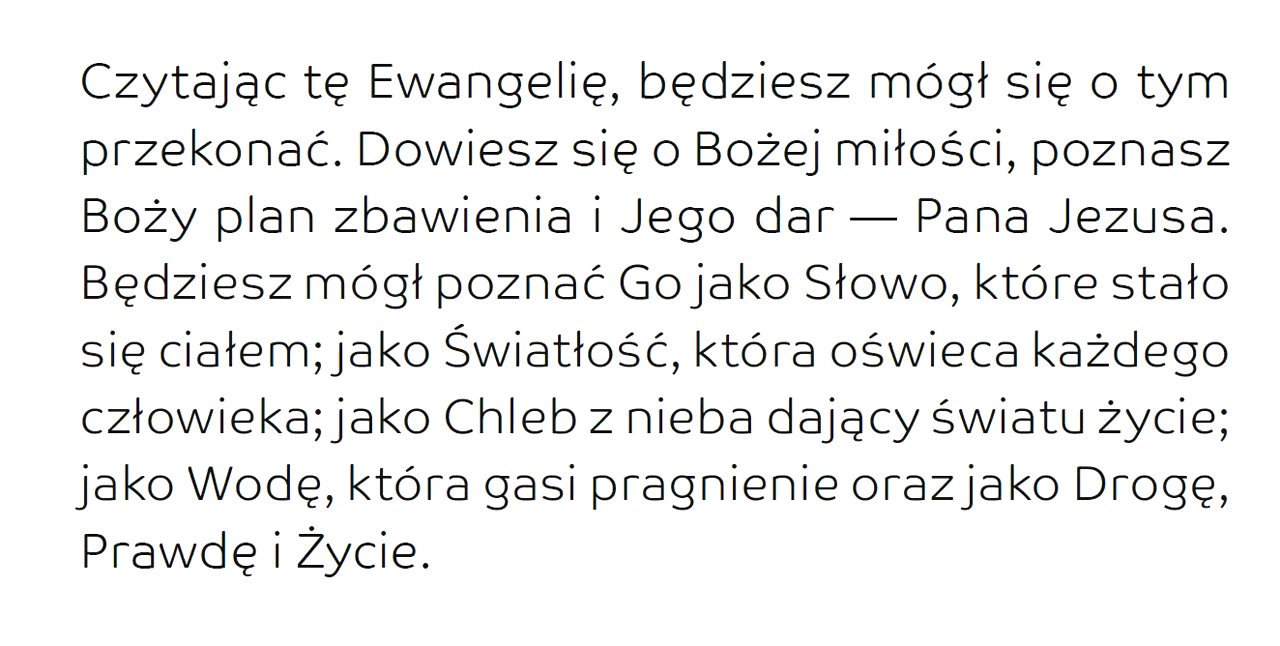 Czytając tę Ewangelię, będziesz mógł się o tym
przekonać. Dowiesz się o Bożej miłości, poznasz
Boży plan zbawienia i Jego dar — Pana Jezusa.
Będziesz mógł poznać Go jako Słowo, które stało
się ciałem; jako Światłość, która oświeca każdego
człowieka; jako Chleb z nieba dający światu życie;
jako Wodę, która gasi pragnienie oraz jako Drogę,
Prawdę i Życie.